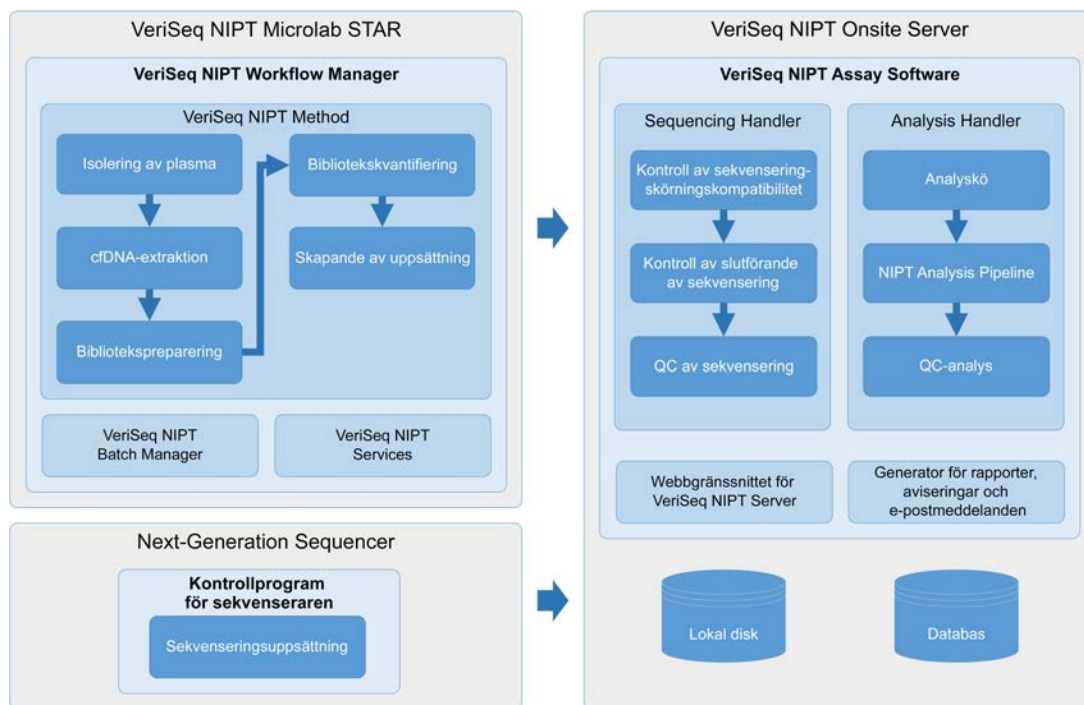 VeriSeq NIPT Microlab STAR
VeriSeq NIPT Workflow Manager
VeriSeq NIPT Method
Isolering av plasma
cfDNA-extraktion
Bibliotekspreparering
Bibliotekskvantifiering
Skapande av uppsättning
VeriSeq NIPT
Batch Manager
VeriSeq NIPT
Services
Next-Generation Sequencer
Kontrollprogram
för sekvenseraren
Sekvenseringsuppsättning
VeriSeq NIPT Onsite Server
VeriSeq NIPT Assay Software
Sequencing Handler
Kontroll av sekvensering-
skörningskompatibilitet
Kontroll av slutförande
av sekvensering
QC av sekvensering
Analysis Handler
Analyskö
NIPT Analysis Pipeline
QC-analys
Webbgränssnittet för
VeriSeq NIPT Server
Generator för rapporter,
aviseringar och
e-postmeddelanden
Lokal disk
Databas